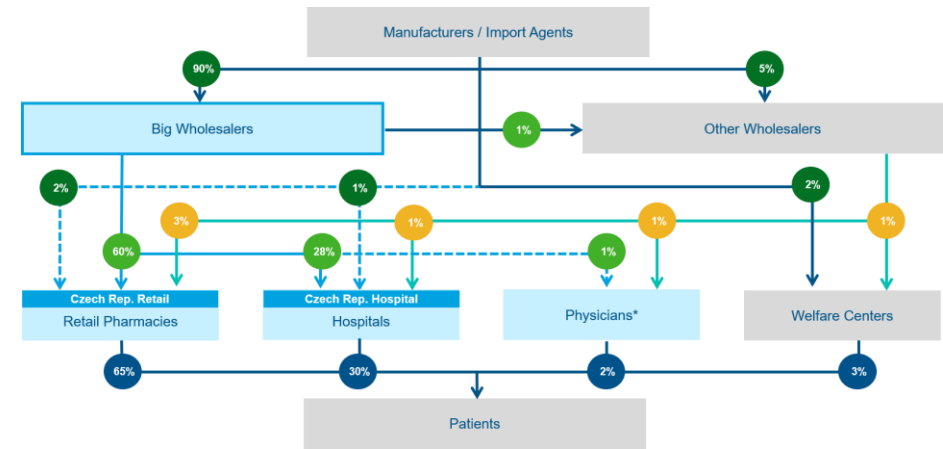 Manufacturers / Import Agents
90%
5%
Big Wholesalers
1%
Other Wholesalers
2%
1%
2%
3%
1%
1%
1%
60%
28%
1%
Czech Rep. Retail
Retail Pharmacies
Czech Rep. Hospital
Hospitals
Physicians*
Welfare Centers
65%
30%
2%
3%
Patients